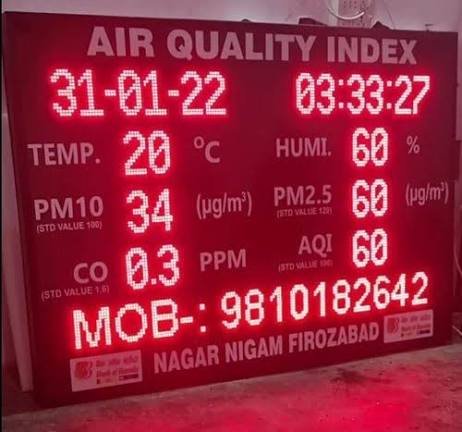 AIR QUALITY INDEX
31-01-22 03:33:27
TEMP. 20 °C HUMI. 60 %
PM10 34 (µg/m³) PM2.5 60 (µg/m³)
(STD VALUE 100) (STD VALUE 120)
CO 0.3 PPM AQI 60
(STD VALUE 1.6) (STD VALUE 100)
MOB-: 9810182642
NAGAR NIGAM FIROZABAD